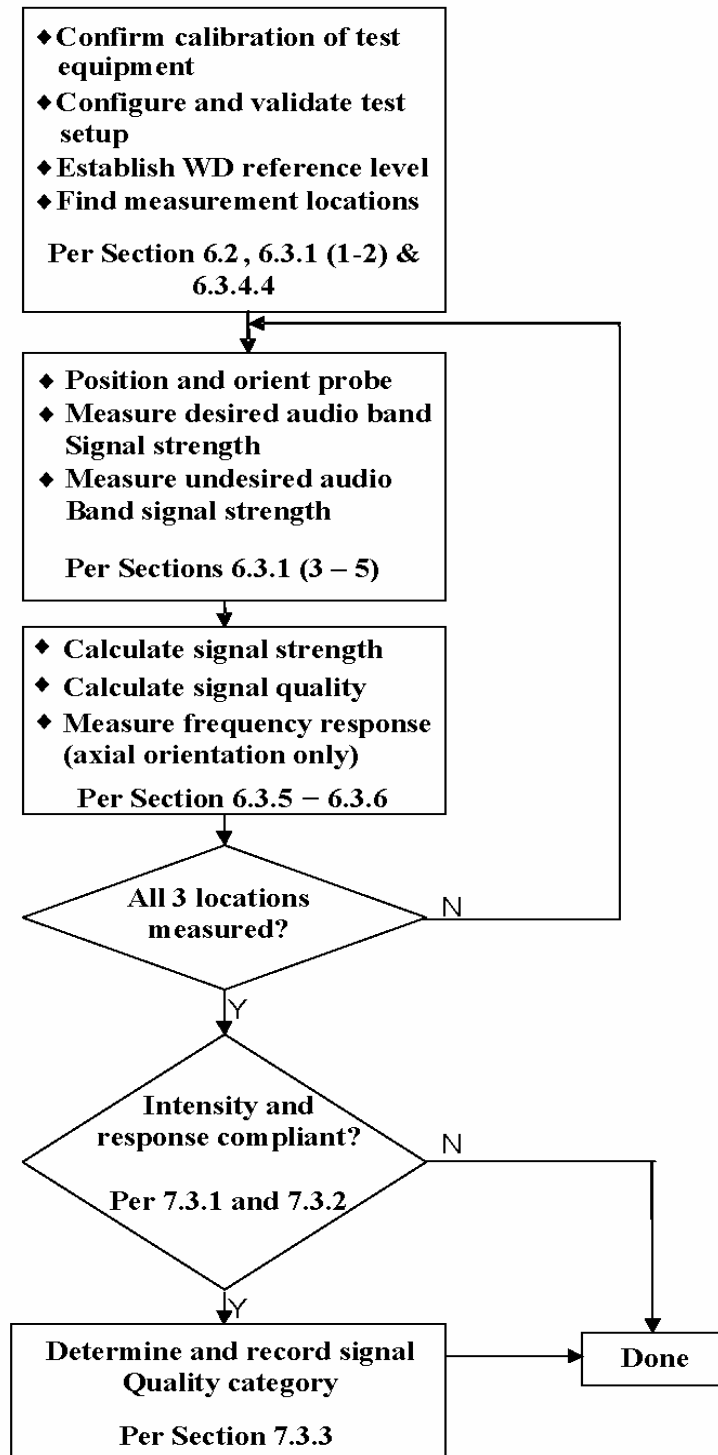 ◆Confirm calibration of test
equipment
◆Configure and validate test
setup
◆Establish WD reference level
◆Find measurement locations
Per Section 6.2, 6.3.1 (1-2) &
6.3.4.4
◆ Position and orient probe
◆ Measure desired audio band
Signal strength
◆ Measure undesired audio
Band signal strength
Per Sections 6.3.1 (3 – 5)
◆ Calculate signal strength
◆ Calculate signal quality
◆ Measure frequency response
(axial orientation only)
Per Section 6.3.5 – 6.3.6
All 3 locations
measured?
N
Y
Intensity and
response compliant?
N
Per 7.3.1 and 7.3.2
Y
Determine and record signal
Quality category
Per Section 7.3.3
Done